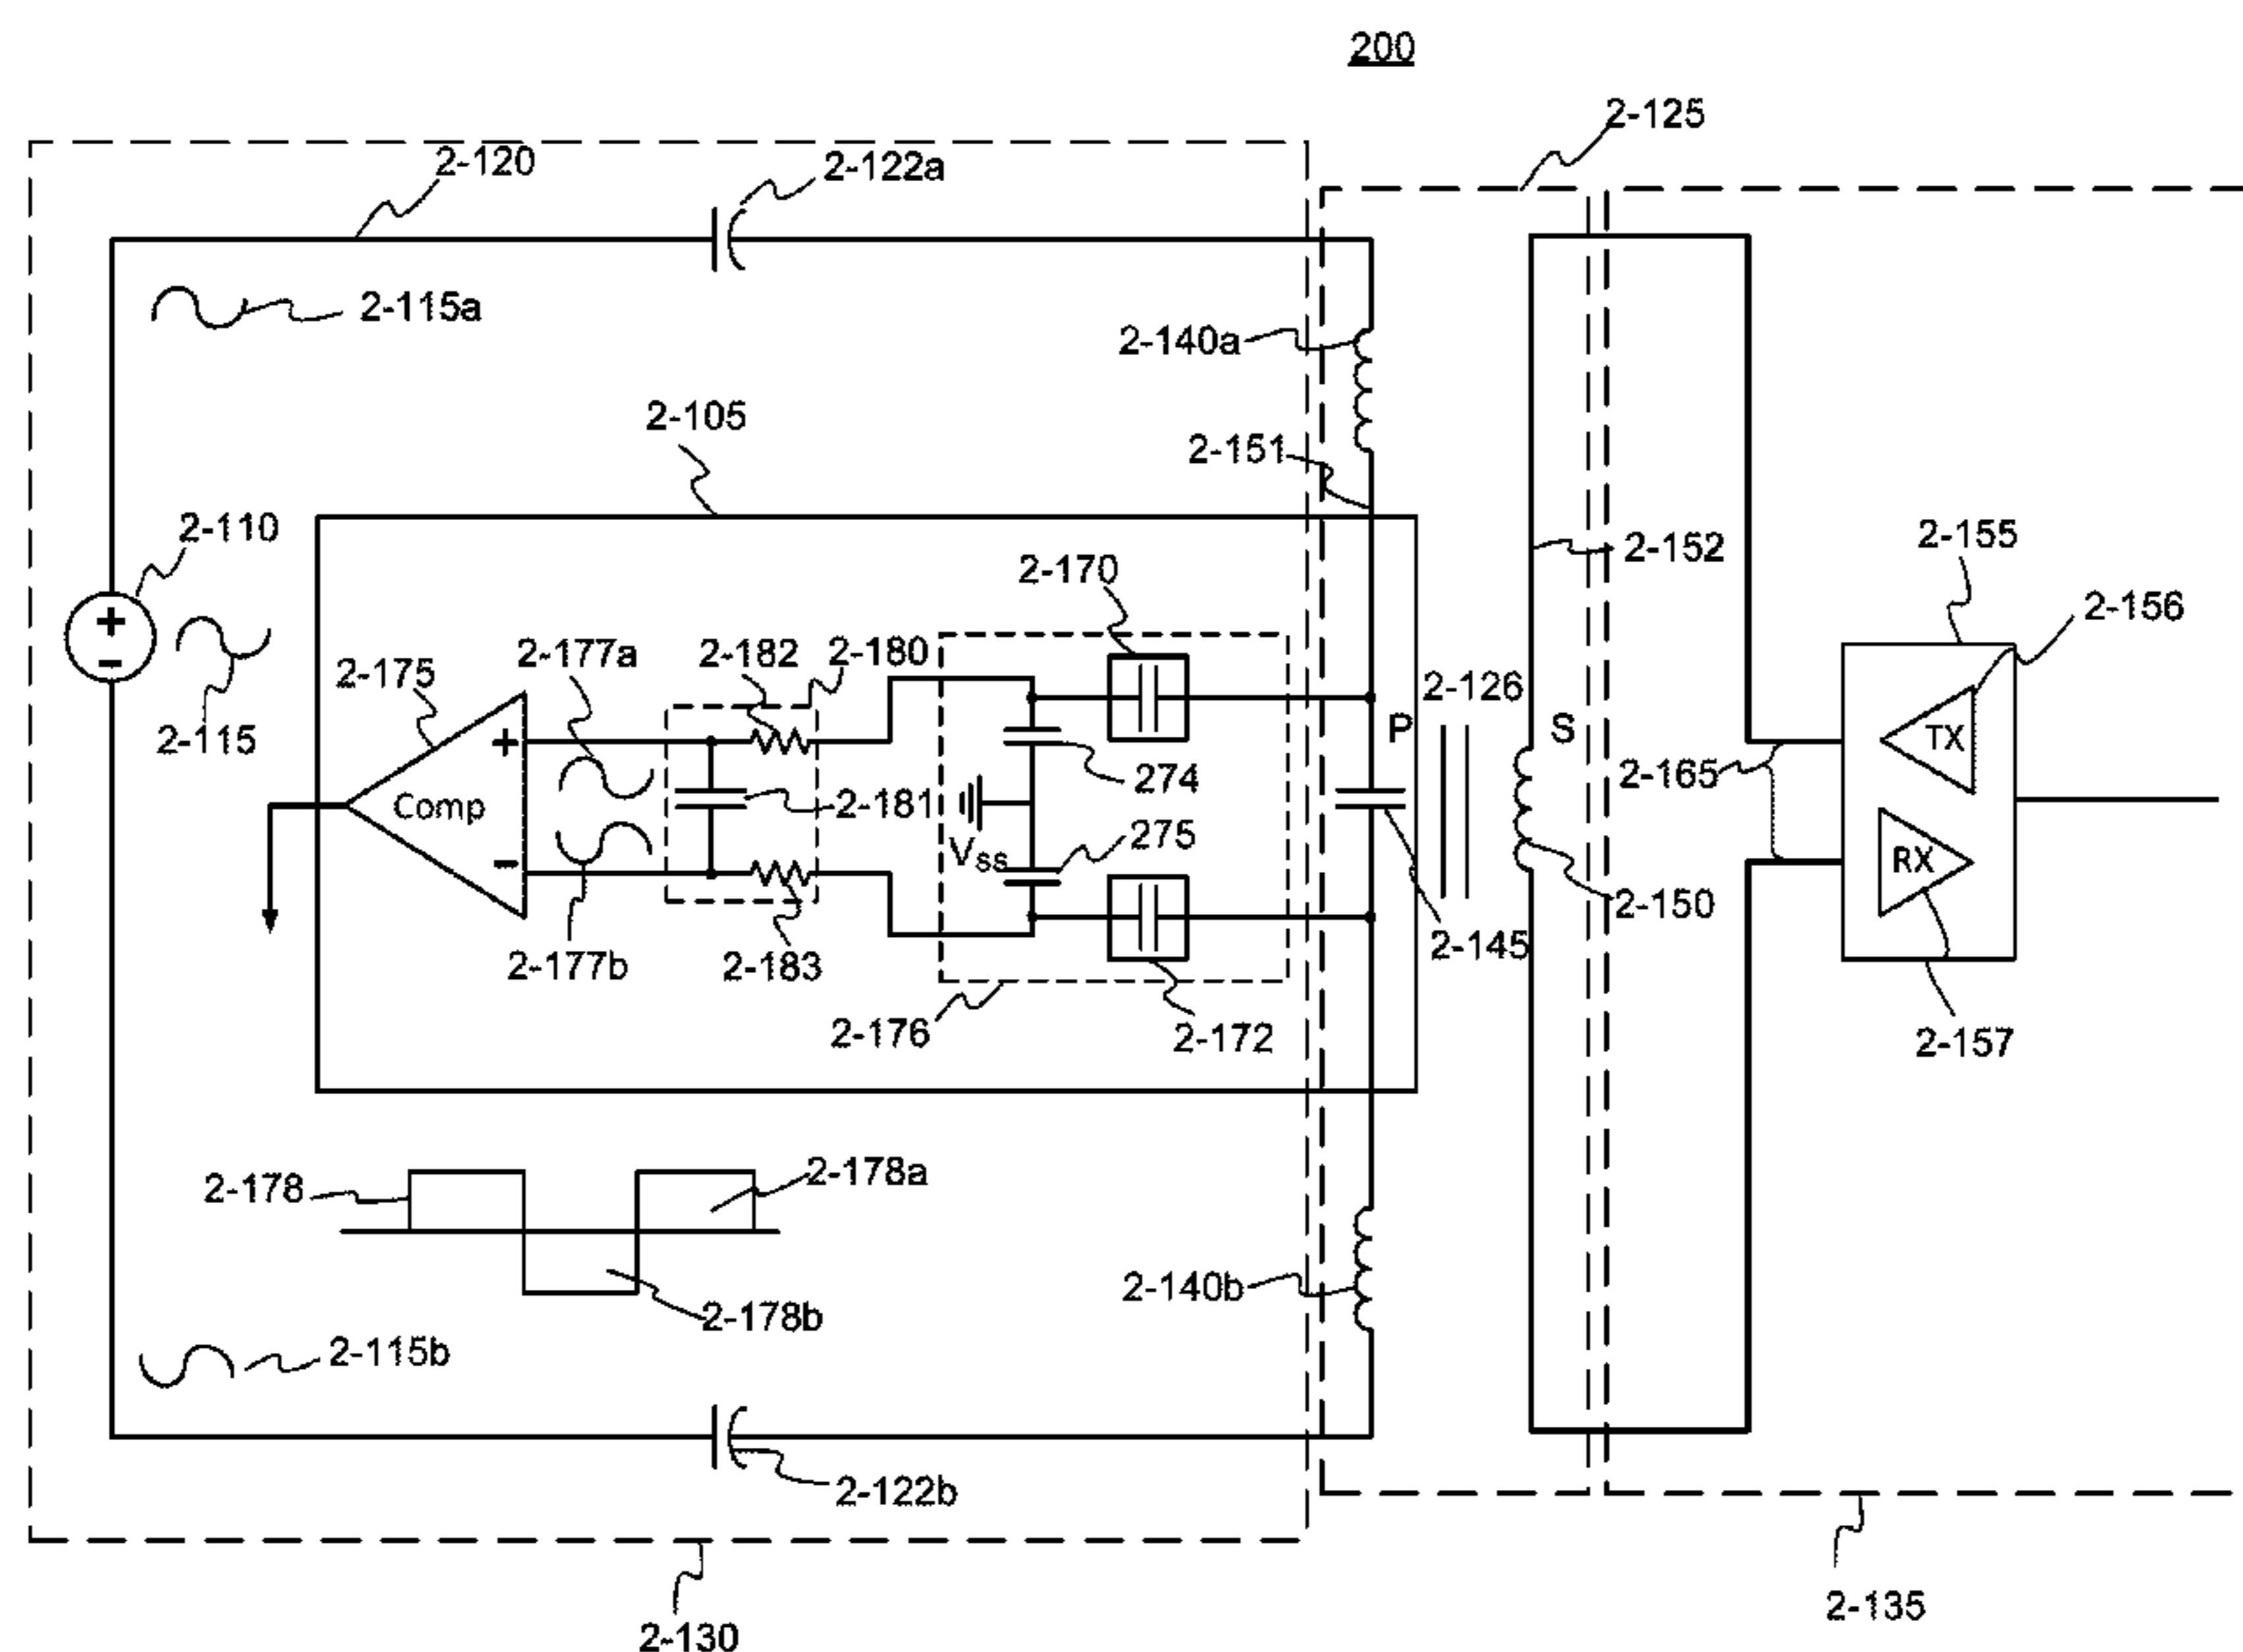 200
2-125
2-120
2-122a
2-115a
2-140a
2-105
2-151
2-110
2-152
2-155
2-170
2-156
2-177a
2-182
2-180
2-175
2-126
+
-
2-115
P
S
TX
+
Comp
-
2-181
274
2-165
275
VSS
RX
2-150
2-177b
2-183
2-145
2-176
2-172
2-157
2-178
2-178a
2-140b
2-178b
2-115b
2-122b
2-135
2-130